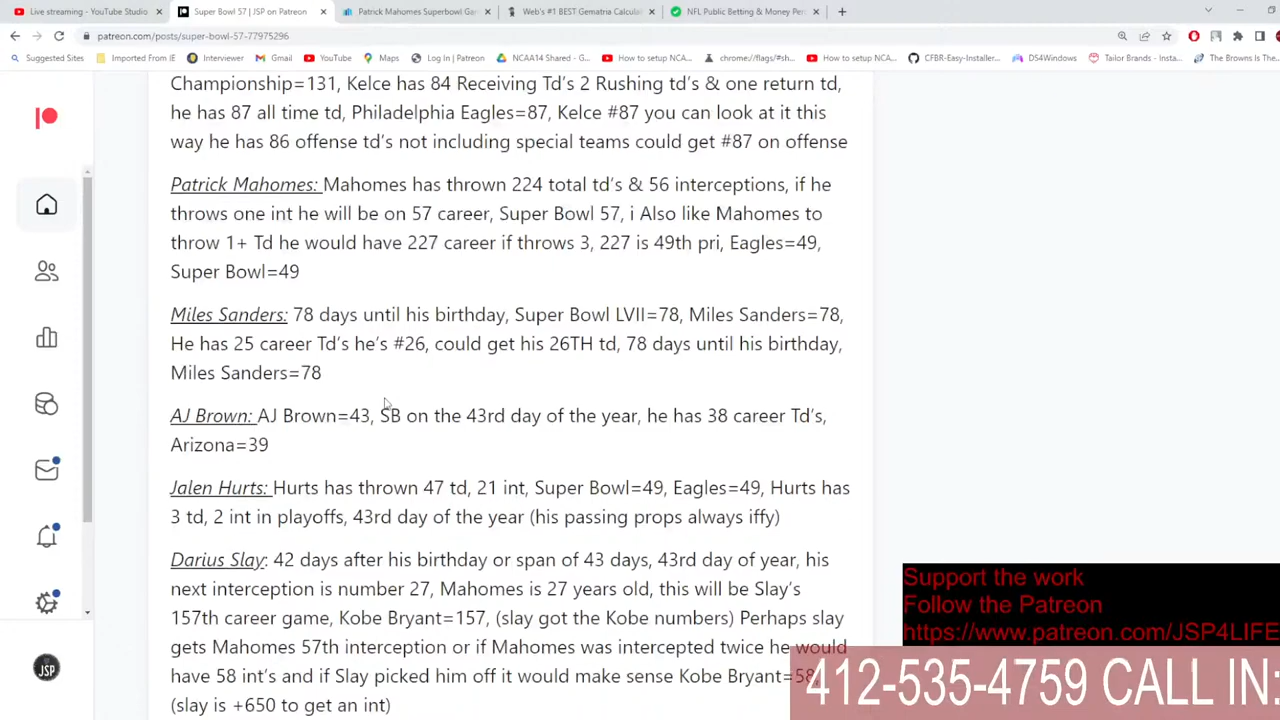 Live streaming - YouTube Studio
Super Bowl 57 | JSP on Patreon
Patrick Mahomes Superbowl Ga
Web's #1 BEST Gematria Calcula
NFL Public Betting & Money Per
patreon.com/posts/super-bowl-57-77975296
Suggested Sites
Imported From IE
Interviewer
Gmail
YouTube
Maps
Log In | Patreon
NCAA14 Shared - G...
How to setup NCA...
chrome://flags/#sh...
How to setup NCA...
CFBR-Easy-Installer...
DS4Windows
Tailor Brands - Insta...
The Browns Is The...
Championship=131, Kelce has 84 Receiving Td's 2 Rushing td's & one return td,
he has 87 all time td, Philadelphia Eagles=87, Kelce #87 you can look at it this
way he has 86 offense td's not including special teams could get #87 on offense
Patrick Mahomes: Mahomes has thrown 224 total td's & 56 interceptions, if he
throws one int he will be on 57 career, Super Bowl 57, i Also like Mahomes to
throw 1+ Td he would have 227 career if throws 3, 227 is 49th pri, Eagles=49,
Super Bowl=49
Miles Sanders: 78 days until his birthday, Super Bowl LVII=78, Miles Sanders=78,
He has 25 career Td's he's #26, could get his 26TH td, 78 days until his birthday,
Miles Sanders=78
AJ Brown: AJ Brown=43, SB on the 43rd day of the year, he has 38 career Td's,
Arizona=39
Jalen Hurts: Hurts has thrown 47 td, 21 int, Super Bowl=49, Eagles=49, Hurts has
3 td, 2 int in playoffs, 43rd day of the year (his passing props always iffy)
Darius Slay: 42 days after his birthday or span of 43 days, 43rd day of year, his
next interception is number 27, Mahomes is 27 years old, this will be Slay's
157th career game, Kobe Bryant=157, (slay got the Kobe numbers) Perhaps slay
gets Mahomes 57th interception or if Mahomes was intercepted twice he would
have 58 int's and if Slay picked him off it would make sense Kobe Bryant=58,
(slay is +650 to get an int)
JSP
Support the work
Follow the Patreon
https://www.patreon.com/JSP4LIFE
412-535-4759 CALL IN: